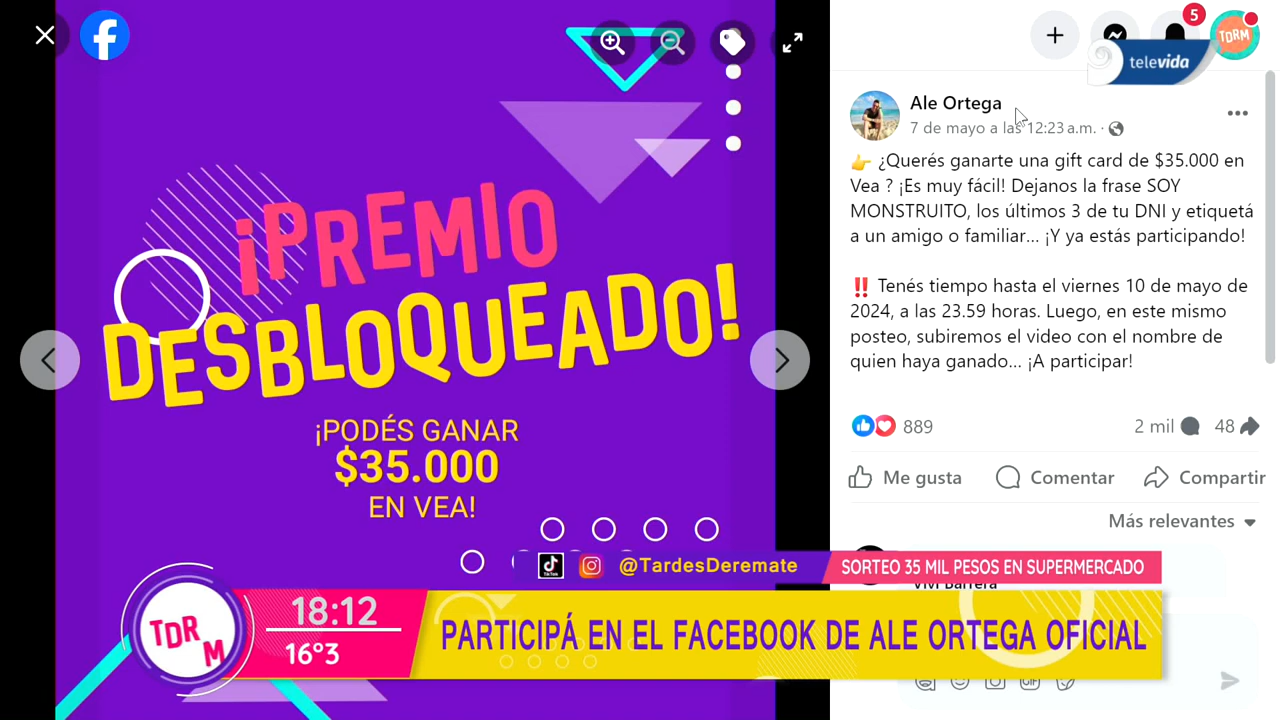 5
TDRM
televida
Ale Ortega
7 de mayo a las 12:23 a.m. ·
👉 ¿Querés ganarte una gift card de $35.000 en
Vea ? ¡Es muy fácil! Dejanos la frase SOY
MONSTRUITO, los últimos 3 de tu DNI y etiquetá
a un amigo o familiar... ¡Y ya estás participando!
‼️ Tenés tiempo hasta el viernes 10 de mayo de
2024, a las 23.59 horas. Luego, en este mismo
posteo, subiremos el video con el nombre de
quien haya ganado... ¡A participar!
889
2 mil
48
Me gusta
Comentar
Compartir
Más relevantes
Vivi Barrera
¡PREMIO
DESBLOQUEADO!
¡PODÉS GANAR
$35.000
EN VEA!
TikTok
@TardesDeremate
SORTEO 35 MIL PESOS EN SUPERMERCADO
TDRM
18:12
16°3
PARTICIPÁ EN EL FACEBOOK DE ALE ORTEGA OFICIAL
GIF